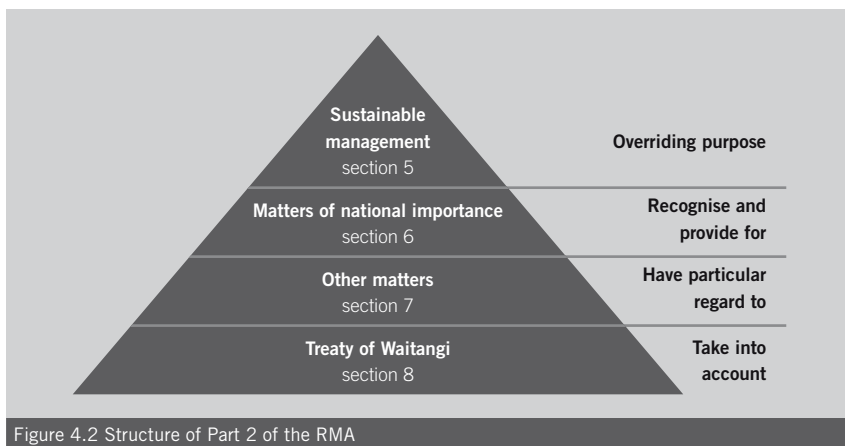 Sustainable
management
section 5
Overriding purpose
Matters of national importance
section 6
Recognise and
provide for
Other matters
section 7
Have particular
regard to
Treaty of Waitangi
section 8
Take into
account
Figure 4.2 Structure of Part 2 of the RMA